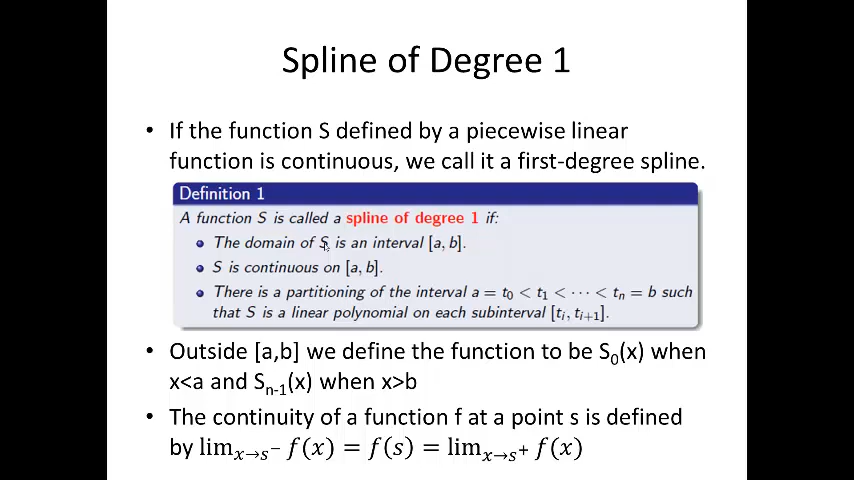 Spline of Degree 1
• If the function S defined by a piecewise linear
function is continuous, we call it a first-degree spline.
Definition 1
A function S is called a spline of degree 1 if:
The domain of S is an interval [a, b].
S is continuous on [a, b].
There is a partitioning of the interval a = t₀ < t₁ < ··· < tₙ = b such
that S is a linear polynomial on each subinterval [tᵢ, tᵢ₊₁].
• Outside [a,b] we define the function to be S₀(x) when
x<a and Sₙ₋₁(x) when x>b
• The continuity of a function f at a point s is defined
by lim_{x→s⁻} f(x) = f(s) = lim_{x→s⁺} f(x)